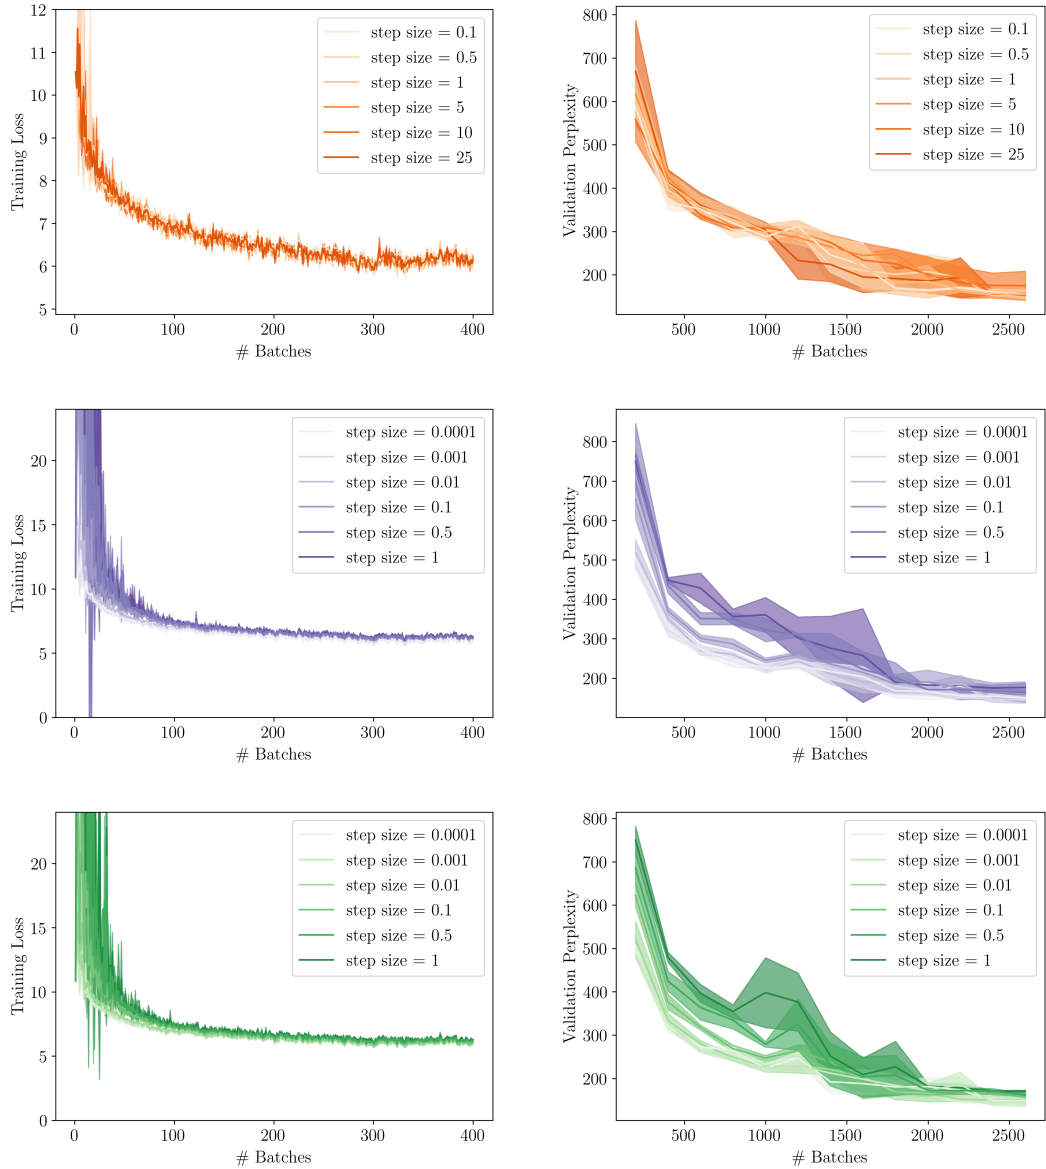 12
11
10
9
8
7
6
5
Training Loss
0
100
200
300
400
# Batches
step size = 0.1
step size = 0.5
step size = 1
step size = 5
step size = 10
step size = 25
800
700
600
500
400
300
200
Validation Perplexity
500
1000
1500
2000
2500
# Batches
step size = 0.1
step size = 0.5
step size = 1
step size = 5
step size = 10
step size = 25
20
15
10
5
0
Training Loss
0
100
200
300
400
# Batches
step size = 0.0001
step size = 0.001
step size = 0.01
step size = 0.1
step size = 0.5
step size = 1
800
700
600
500
400
300
200
Validation Perplexity
500
1000
1500
2000
2500
# Batches
step size = 0.0001
step size = 0.001
step size = 0.01
step size = 0.1
step size = 0.5
step size = 1
20
15
10
5
0
Training Loss
0
100
200
300
400
# Batches
step size = 0.0001
step size = 0.001
step size = 0.01
step size = 0.1
step size = 0.5
step size = 1
800
700
600
500
400
300
200
Validation Perplexity
500
1000
1500
2000
2500
# Batches
step size = 0.0001
step size = 0.001
step size = 0.01
step size = 0.1
step size = 0.5
step size = 1